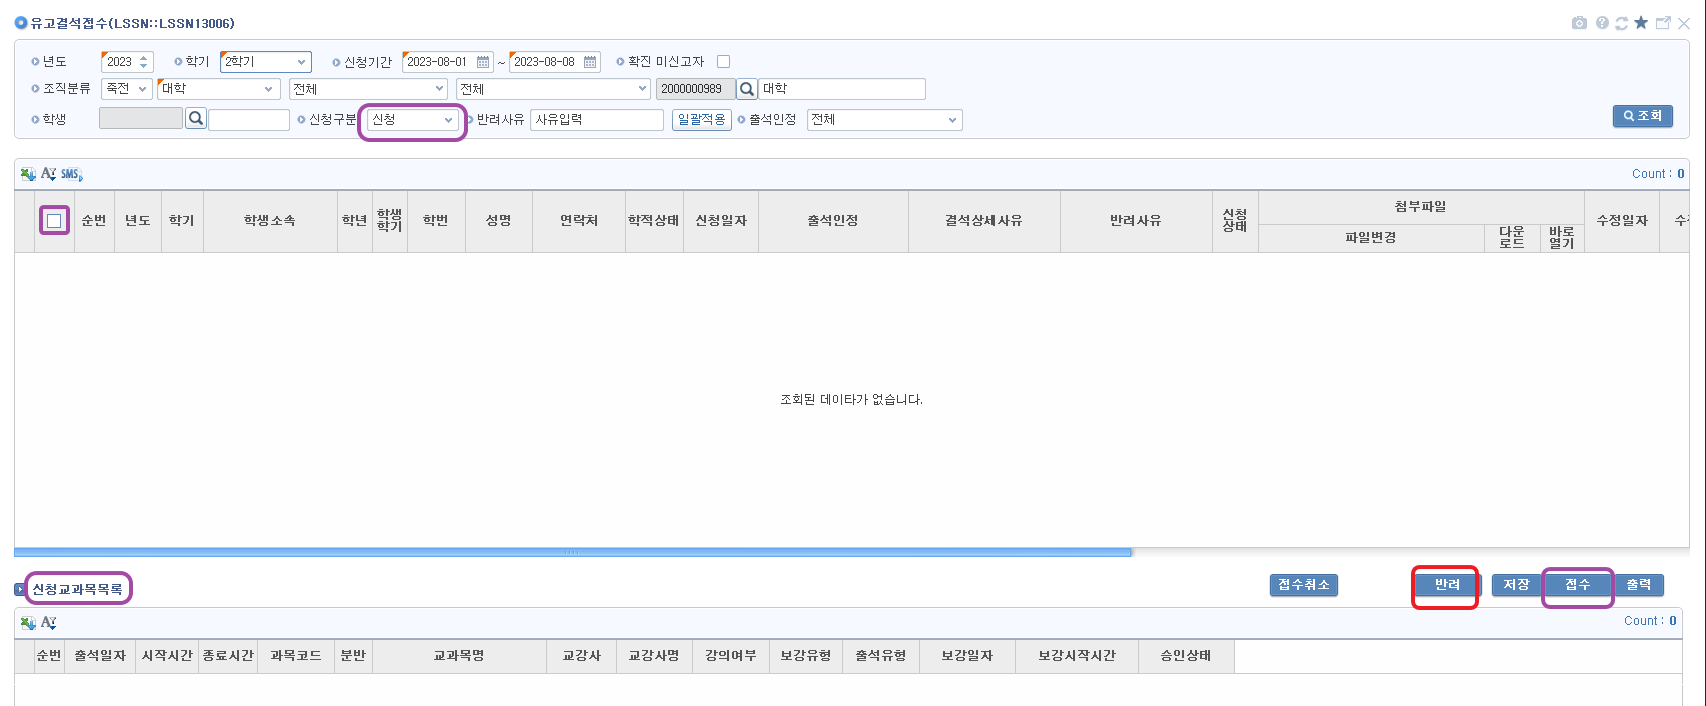 유고결석접수(LSSN::LSSN13006)
년도 2023 학기 2학기 신청기간 2023-08-01 ~ 2023-08-08 확진 미신고자
조직분류 죽전 대학 전체 전체 2000000989 대학
학생 신청구분 신청 반려사유 사유입력 일괄적용 출석인정 전체
조회
SMS
Count : 0
순번 년도 학기 학생소속 학년 학생학기 학번 성명 연락처 학적상태 신청일자 출석인정 결석상세사유 반려사유 신청상태 첨부파일 수정일자
파일변경 다운로드 바로열기
조회된 데이타가 없습니다.
신청교과목목록 접수취소 반려 저장 접수 출력
Count : 0
순번 출석일자 시작시간 종료시간 과목코드 분반 교과목명 교강사 교강사명 강의여부 보강유형 출석유형 보강일자 보강시작시간 승인상태